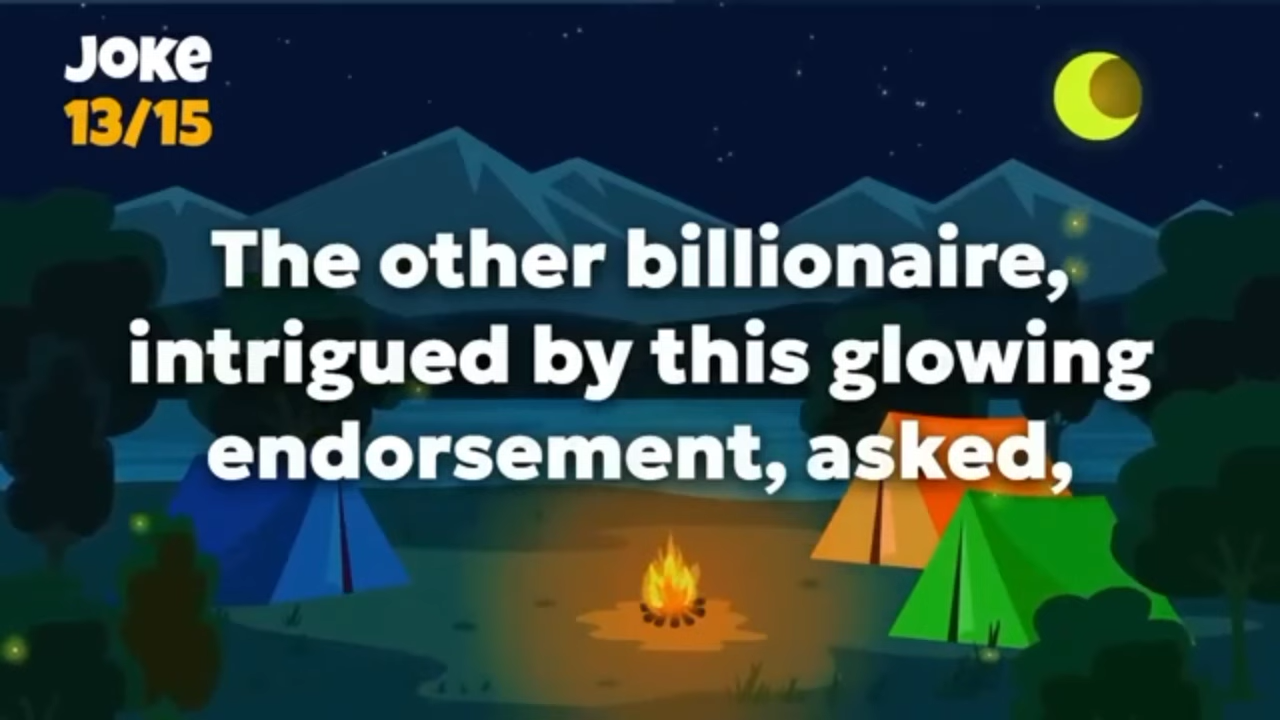 Joke
13/15
The other billionaire,
intrigued by this glowing
endorsement, asked,